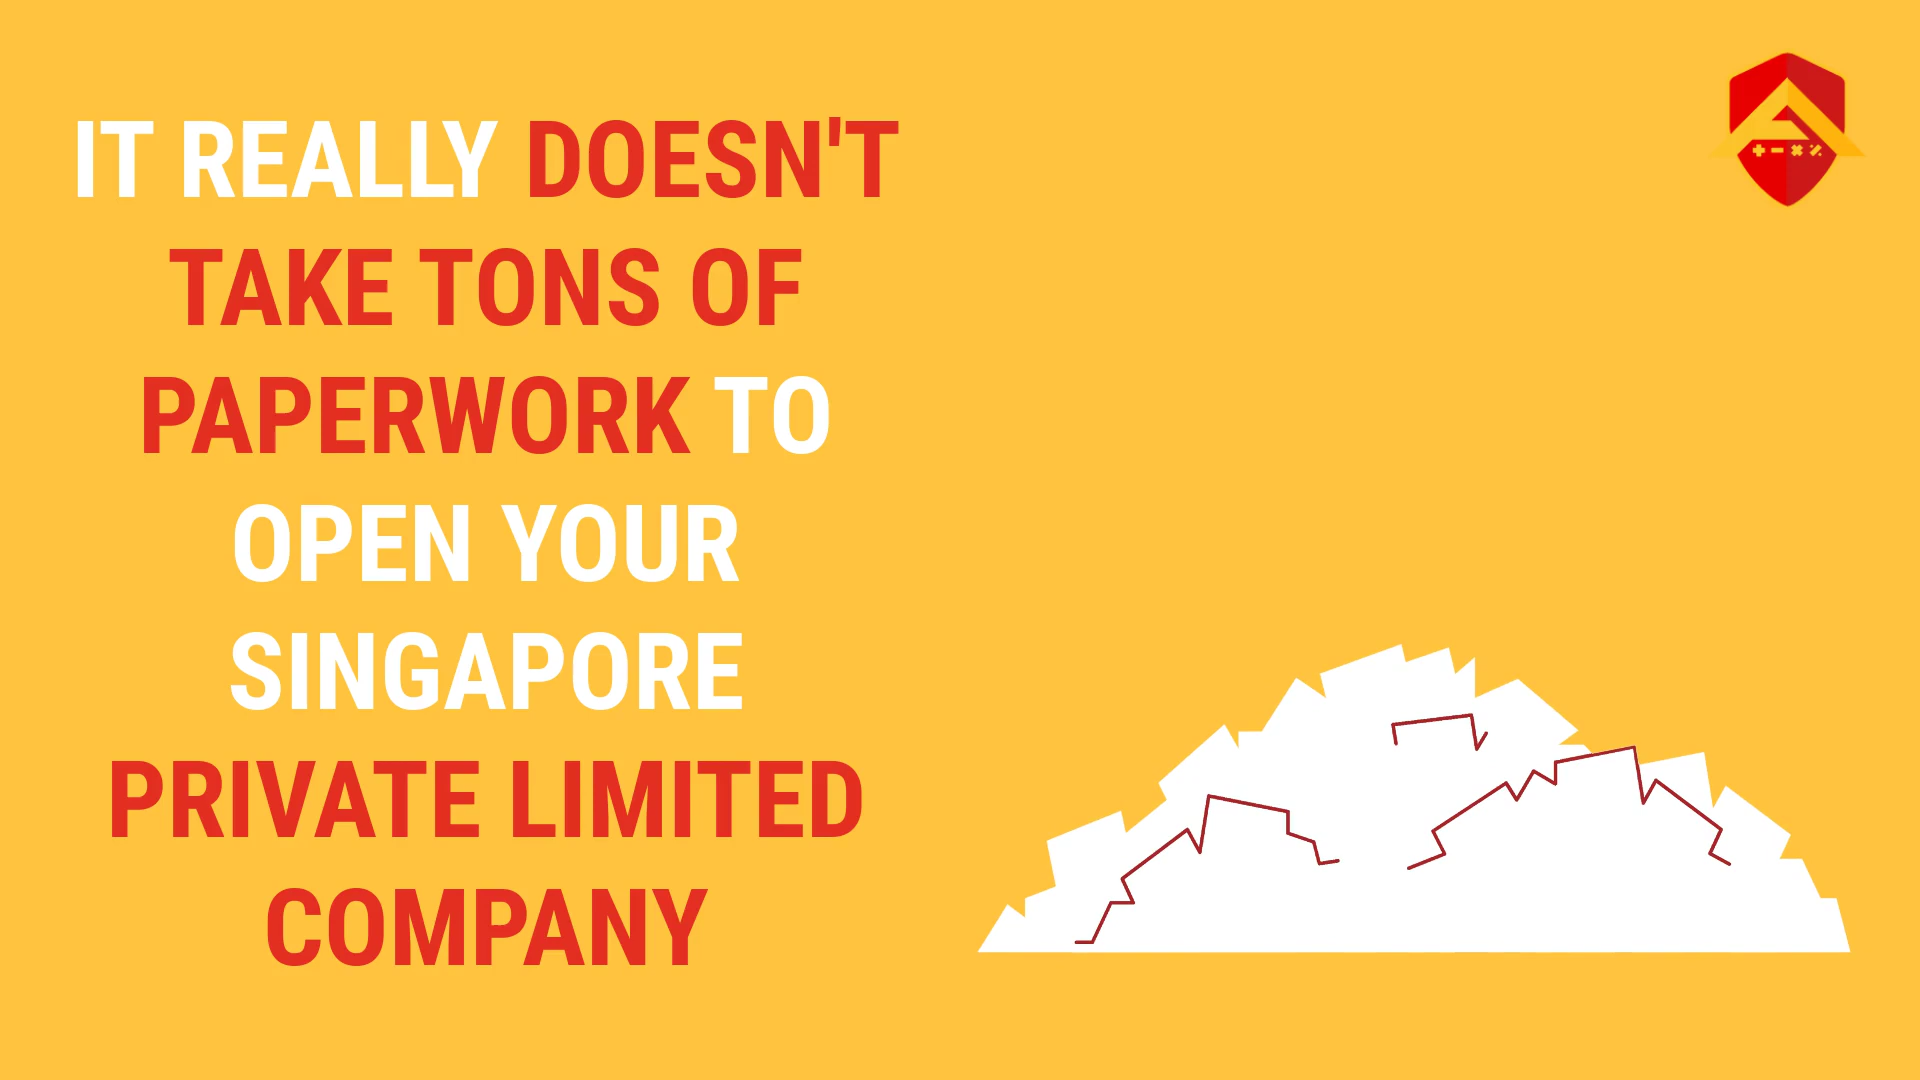 IT REALLY DOESN'T
TAKE TONS OF
PAPERWORK TO
OPEN YOUR
SINGAPORE
PRIVATE LIMITED
COMPANY